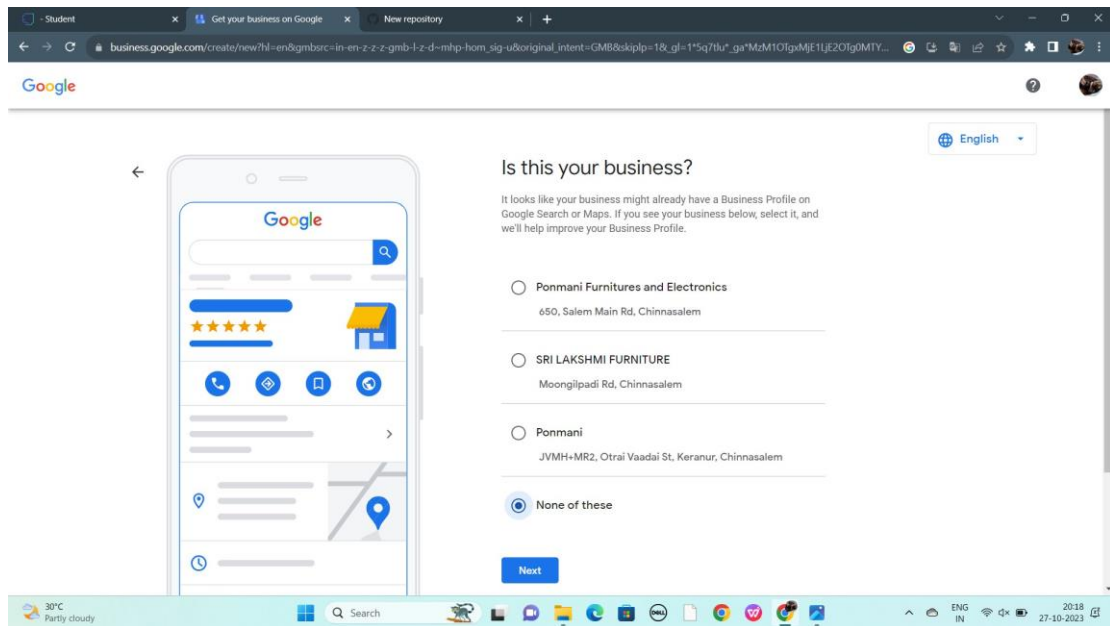 - Student
Get your business on Google
New repository
business.google.com/create/new?hl=en&gmbsrc=in-en-z-z-z-gmb-l-z-d~mhp-hom_sig-u&original_intent=GMB&skiplp=1&_gl=1*5q7tlu*_ga*MzM1OTgxMjE1LjE2OTg0MTY...
Google
English
Is this your business?
It looks like your business might already have a Business Profile on
Google Search or Maps. If you see your business below, select it, and
we'll help improve your Business Profile.
Google
Ponmani Furnitures and Electronics
650, Salem Main Rd, Chinnasalem
SRI LAKSHMI FURNITURE
Moongilpadi Rd, Chinnasalem
Ponmani
JVMH+MR2, Otrai Vaadai St, Keranur, Chinnasalem
None of these
Next
30°C
Partly cloudy
Search
DELL
ENG
IN
20:18
27-10-2023